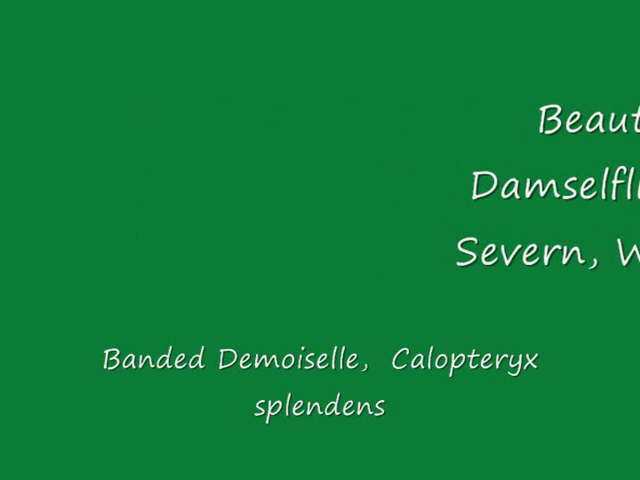 Beaut
Damselfl
Severn, W
Banded Demoiselle, Calopteryx
splendens